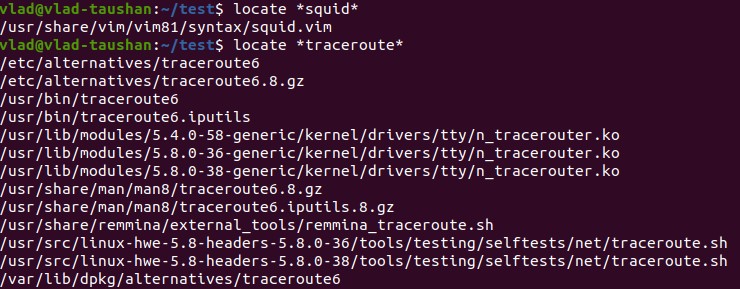 vlad@vlad-taushan:~/test$ locate *squid*
/usr/share/vim/vim81/syntax/squid.vim
vlad@vlad-taushan:~/test$ locate *traceroute*
/etc/alternatives/traceroute6
/etc/alternatives/traceroute6.8.gz
/usr/bin/traceroute6
/usr/bin/traceroute6.iputils
/usr/lib/modules/5.4.0-58-generic/kernel/drivers/tty/n_tracerouter.ko
/usr/lib/modules/5.8.0-36-generic/kernel/drivers/tty/n_tracerouter.ko
/usr/lib/modules/5.8.0-38-generic/kernel/drivers/tty/n_tracerouter.ko
/usr/share/man/man8/traceroute6.8.gz
/usr/share/man/man8/traceroute6.iputils.8.gz
/usr/share/remmina/external_tools/remmina_traceroute.sh
/usr/src/linux-hwe-5.8-headers-5.8.0-36/tools/testing/selftests/net/traceroute.sh
/usr/src/linux-hwe-5.8-headers-5.8.0-38/tools/testing/selftests/net/traceroute.sh
/var/lib/dpkg/alternatives/traceroute6